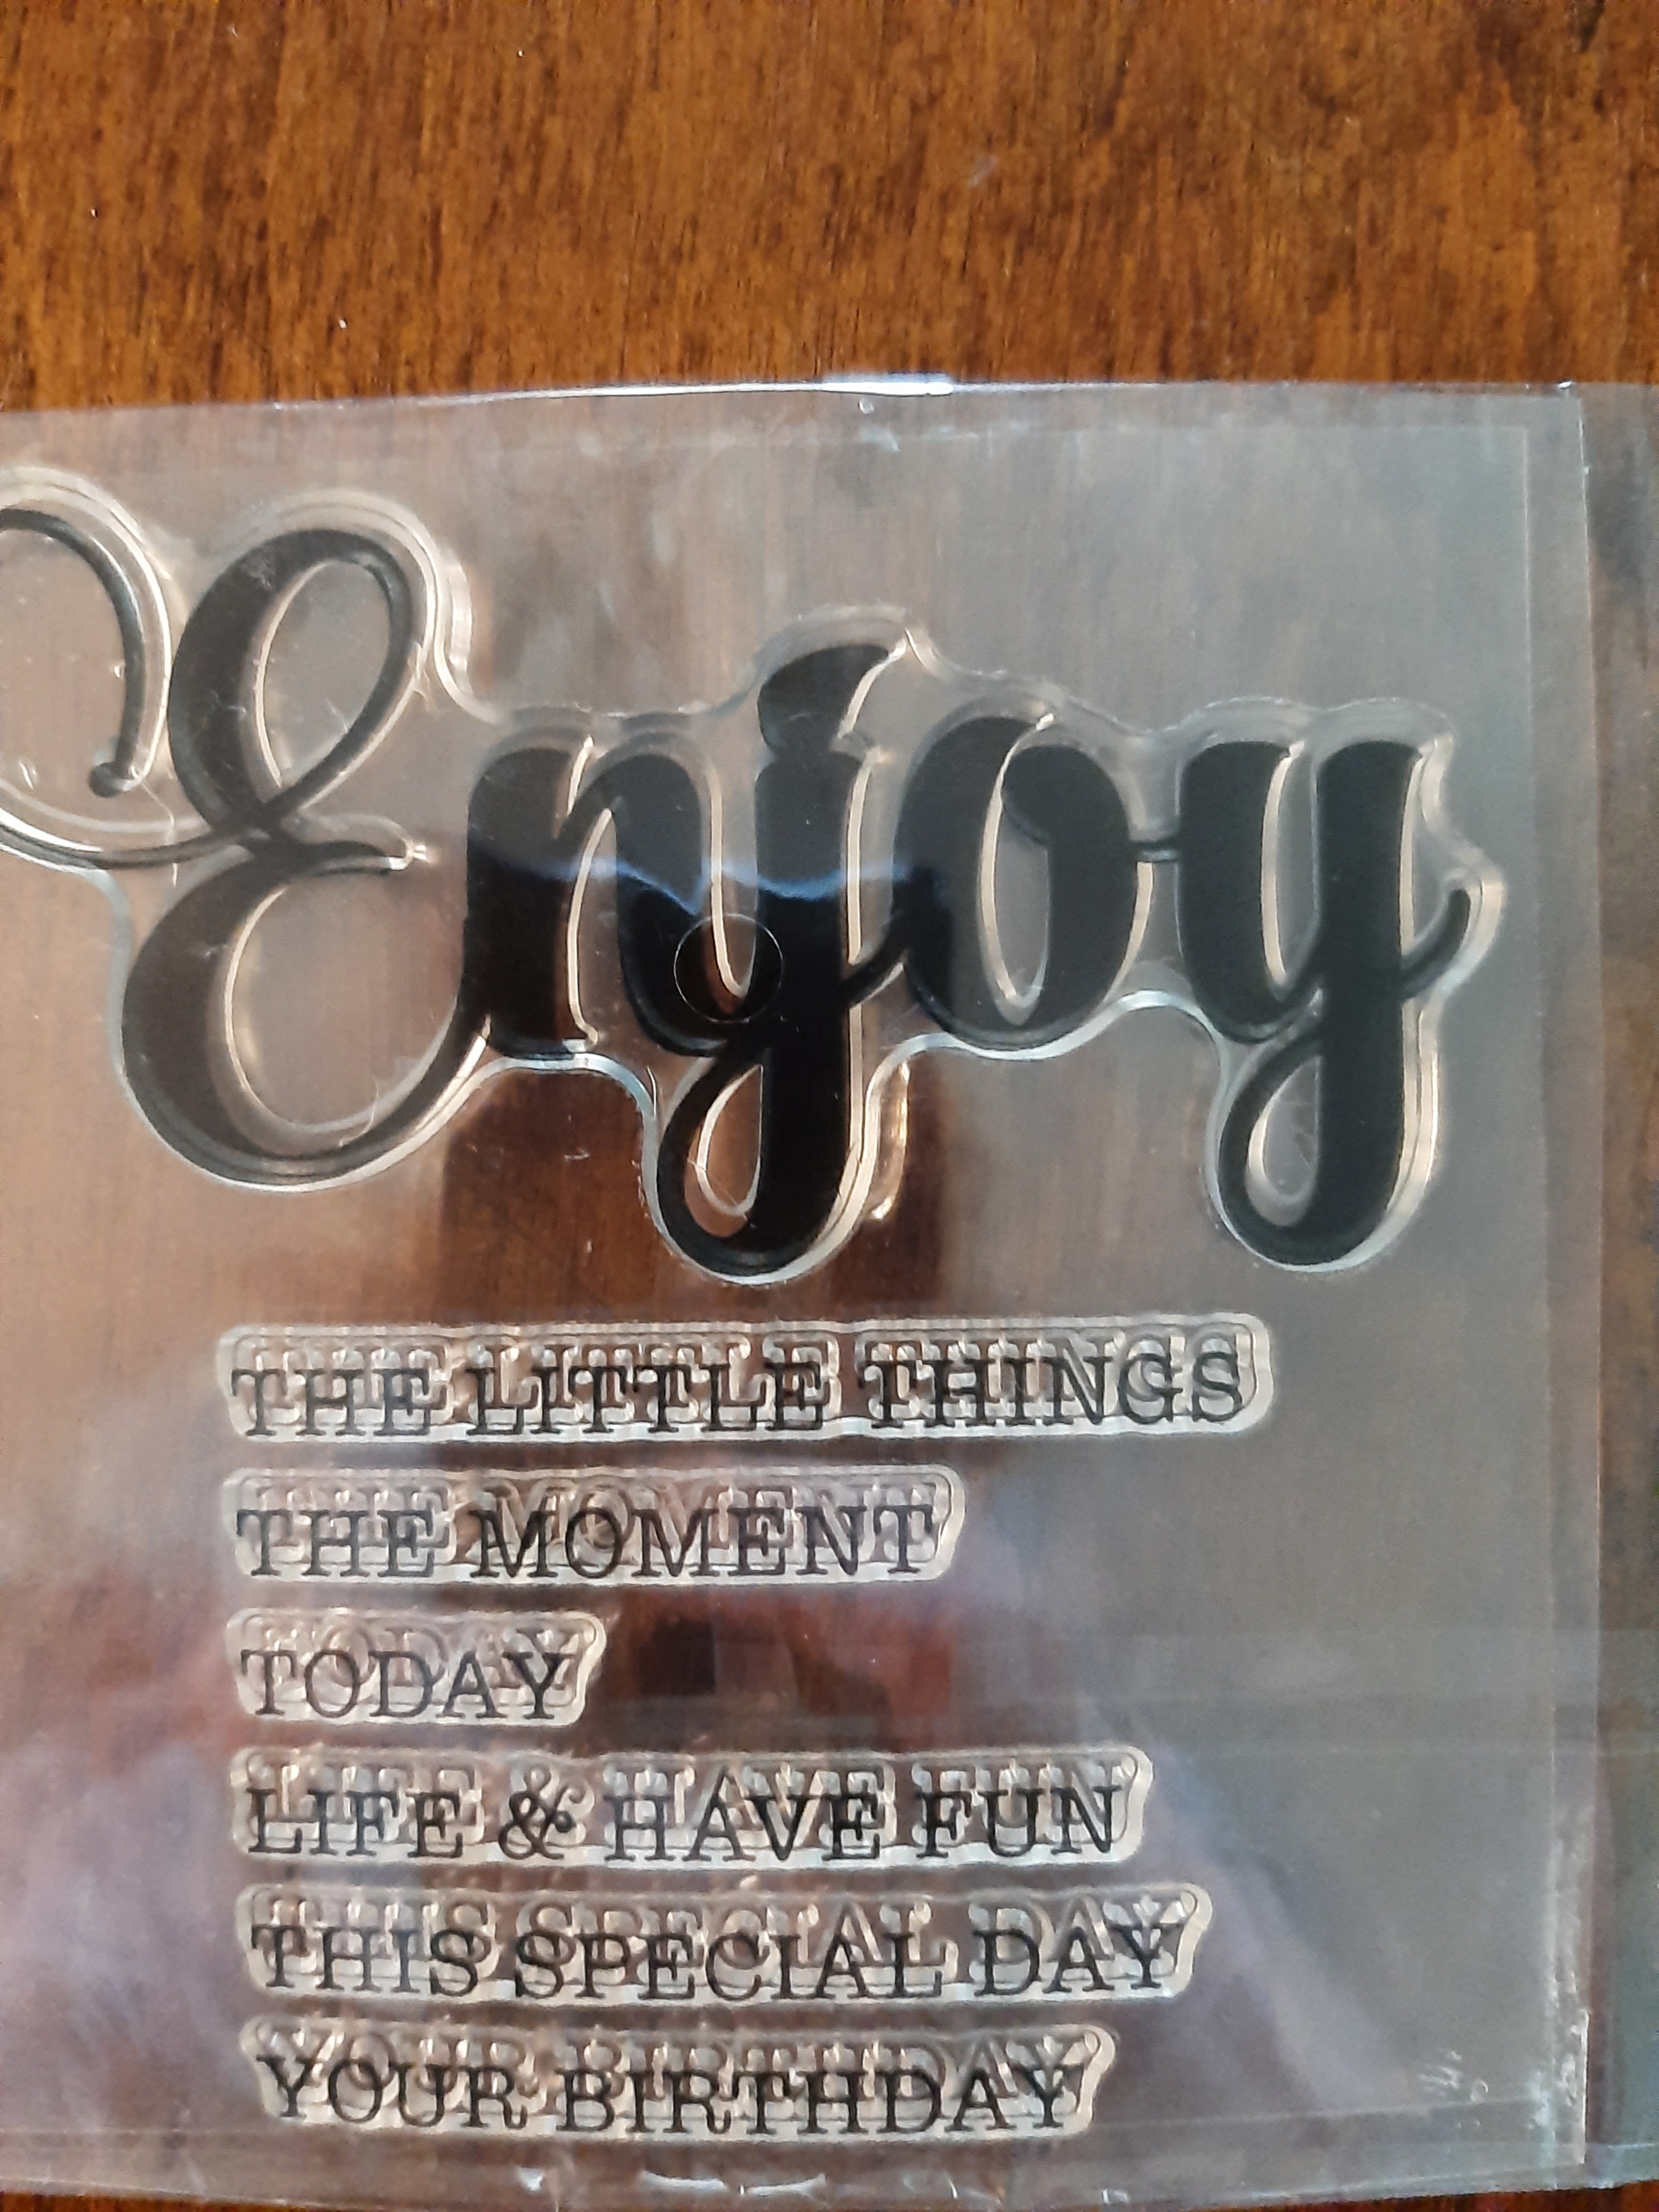 Enjoy
THE LITTLE THINGS
THE MOMENT
TODAY
LIFE & HAVE FUN
THIS SPECIAL DAY
YOUR BIRTHDAY